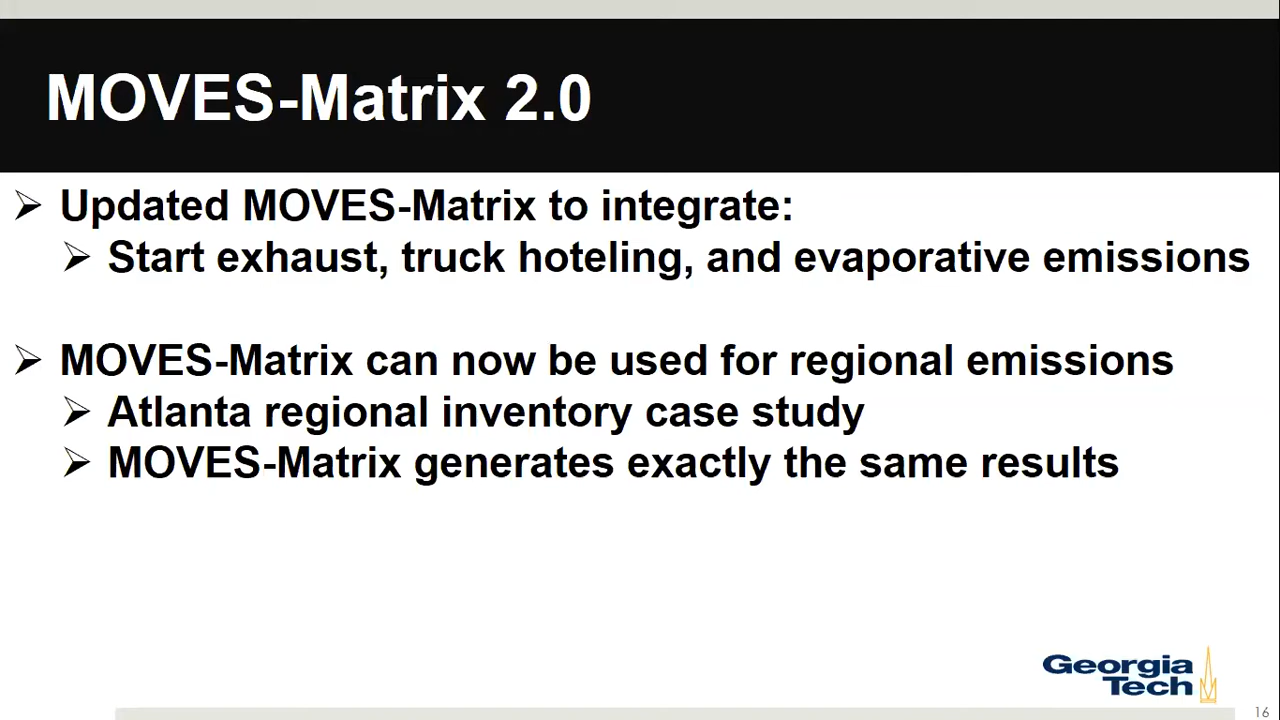 MOVES-Matrix 2.0
Updated MOVES-Matrix to integrate:
Start exhaust, truck hoteling, and evaporative emissions
MOVES-Matrix can now be used for regional emissions
Atlanta regional inventory case study
MOVES-Matrix generates exactly the same results
Georgia
Tech
16